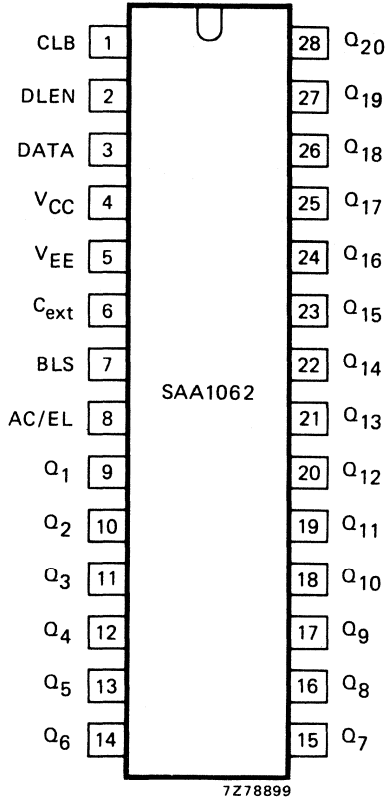 CLB 1 28 Q20
DLEN 2 27 Q19
DATA 3 26 Q18
VCC 4 25 Q17
VEE 5 24 Q16
Cext 6 23 Q15
BLS 7 22 Q14
SAA1062
AC/EL 8 21 Q13
Q1 9 20 Q12
Q2 10 19 Q11
Q3 11 18 Q10
Q4 12 17 Q9
Q5 13 16 Q8
Q6 14 15 Q7
7Z78899